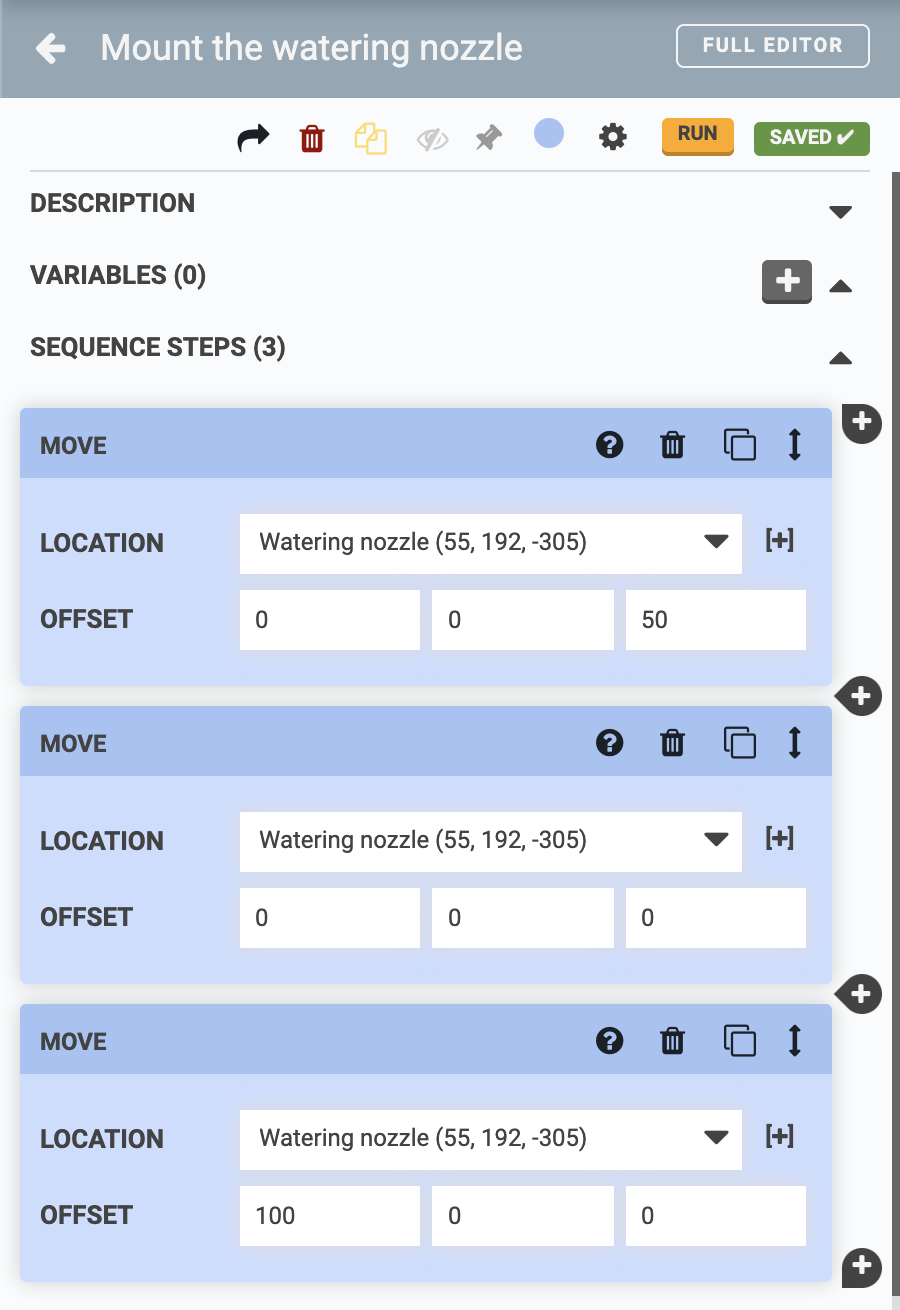 Mount the watering nozzle FULL EDITOR
RUN SAVED ✔
DESCRIPTION
VARIABLES (0)
SEQUENCE STEPS (3)
MOVE
LOCATION Watering nozzle (55, 192, -305) [+]
OFFSET 0 0 50
MOVE
LOCATION Watering nozzle (55, 192, -305) [+]
OFFSET 0 0 0
MOVE
LOCATION Watering nozzle (55, 192, -305) [+]
OFFSET 100 0 0